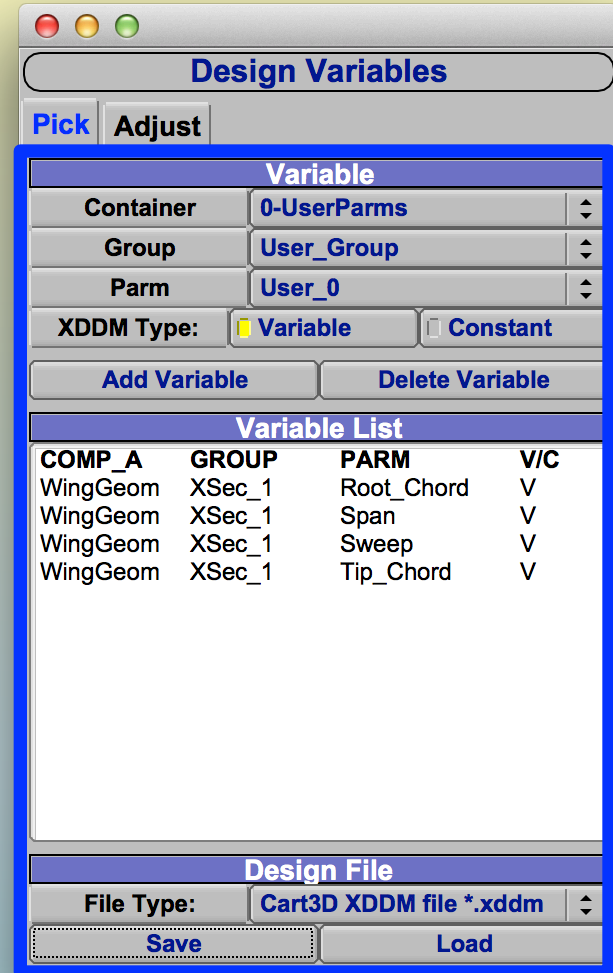 Design Variables
Pick Adjust
Variable
Container 0-UserParms
Group User_Group
Parm User_0
XDDM Type: Variable Constant
Add Variable Delete Variable
Variable List
COMP_A GROUP PARM V/C
WingGeom XSec_1 Root_Chord V
WingGeom XSec_1 Span V
WingGeom XSec_1 Sweep V
WingGeom XSec_1 Tip_Chord V
Design File
File Type: Cart3D XDDM file *.xddm
Save Load